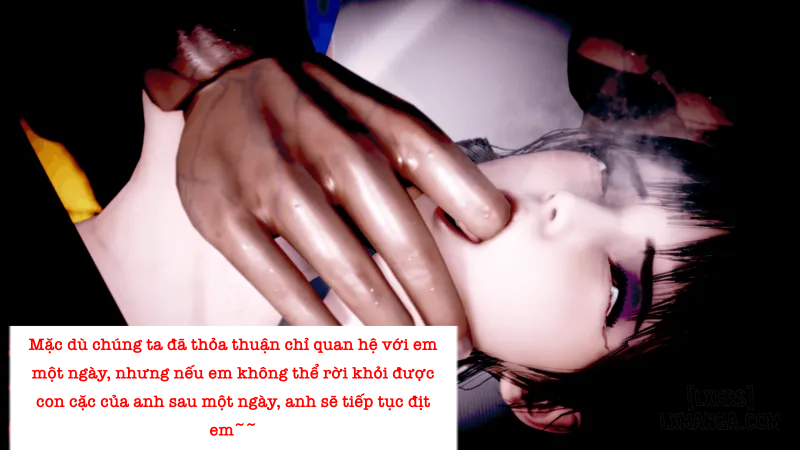 Mặc dù chúng ta đã thỏa thuận chỉ quan hệ với em
một ngày, nhưng nếu em không thể rời khỏi được
con cặc của anh sau một ngày, anh sẽ tiếp tục địt
em~~
[LXERS]
LXMANGA.COM